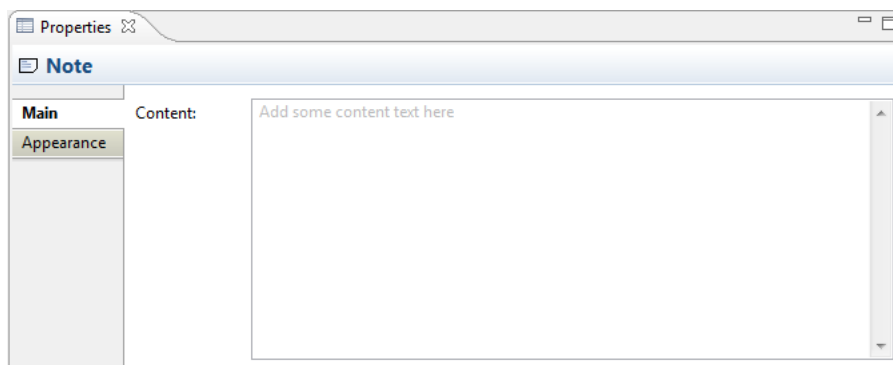 Properties
Note
Main
Content:
Add some content text here
Appearance